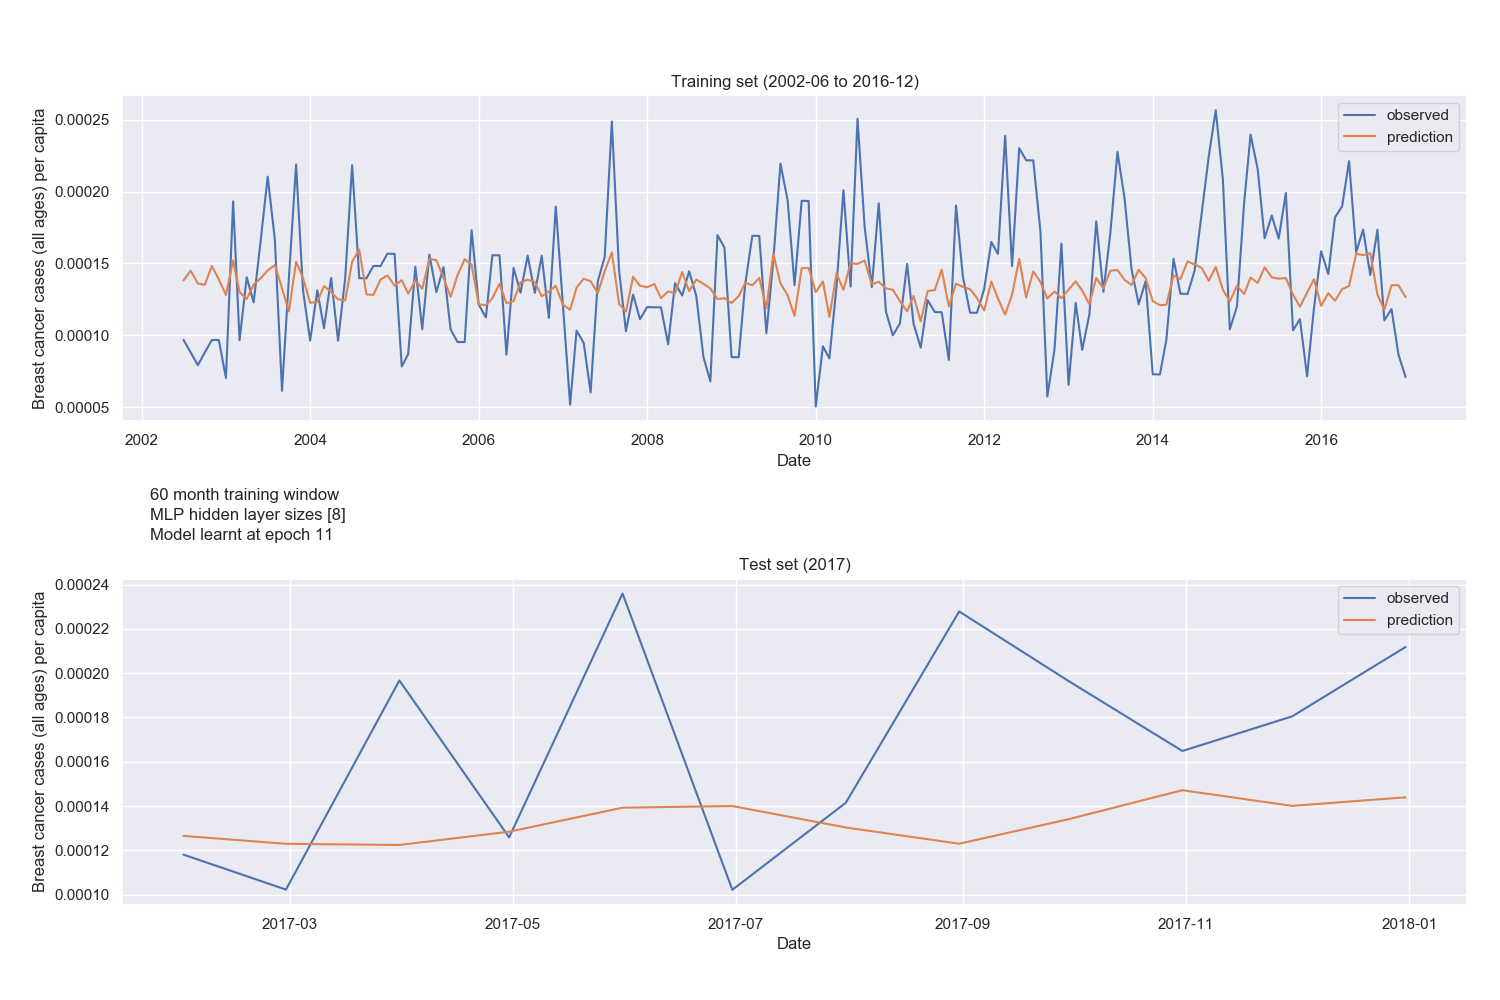 Training set (2002-06 to 2016-12)
Breast cancer cases (all ages) per capita
0.00025
0.00020
0.00015
0.00010
0.00005
observed
prediction
2002 2004 2006 2008 2010 2012 2014 2016
Date
60 month training window
MLP hidden layer sizes [8]
Model learnt at epoch 11
Test set (2017)
Breast cancer cases (all ages) per capita
0.00024
0.00022
0.00020
0.00018
0.00016
0.00014
0.00012
0.00010
observed
prediction
2017-03 2017-05 2017-07 2017-09 2017-11 2018-01
Date